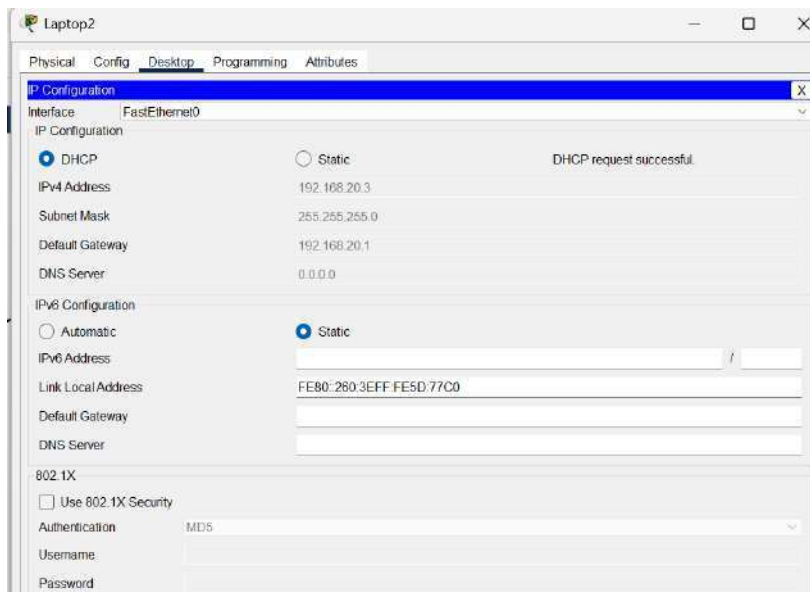 Laptop2
Physical Config Desktop Programming Attributes
IP Configuration X
Interface FastEthernet0
IP Configuration
DHCP Static DHCP request successful.
IPv4 Address 192.168.20.3
Subnet Mask 255.255.255.0
Default Gateway 192.168.20.1
DNS Server 0.0.0.0
IPv6 Configuration
Automatic Static
IPv6 Address /
Link Local Address FE80::260:3EFF:FE5D:77C0
Default Gateway
DNS Server
802.1X
Use 802.1X Security
Authentication MD5
Username
Password